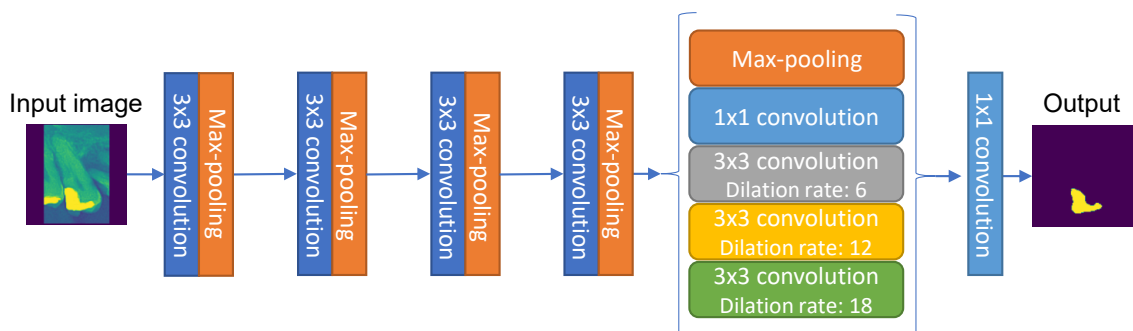 Input image
3x3 convolution
Max-pooling
3x3 convolution
Max-pooling
3x3 convolution
Max-pooling
3x3 convolution
Max-pooling
Max-pooling
1x1 convolution
3x3 convolution
Dilation rate: 6
3x3 convolution
Dilation rate: 12
3x3 convolution
Dilation rate: 18
1x1 convolution
Output